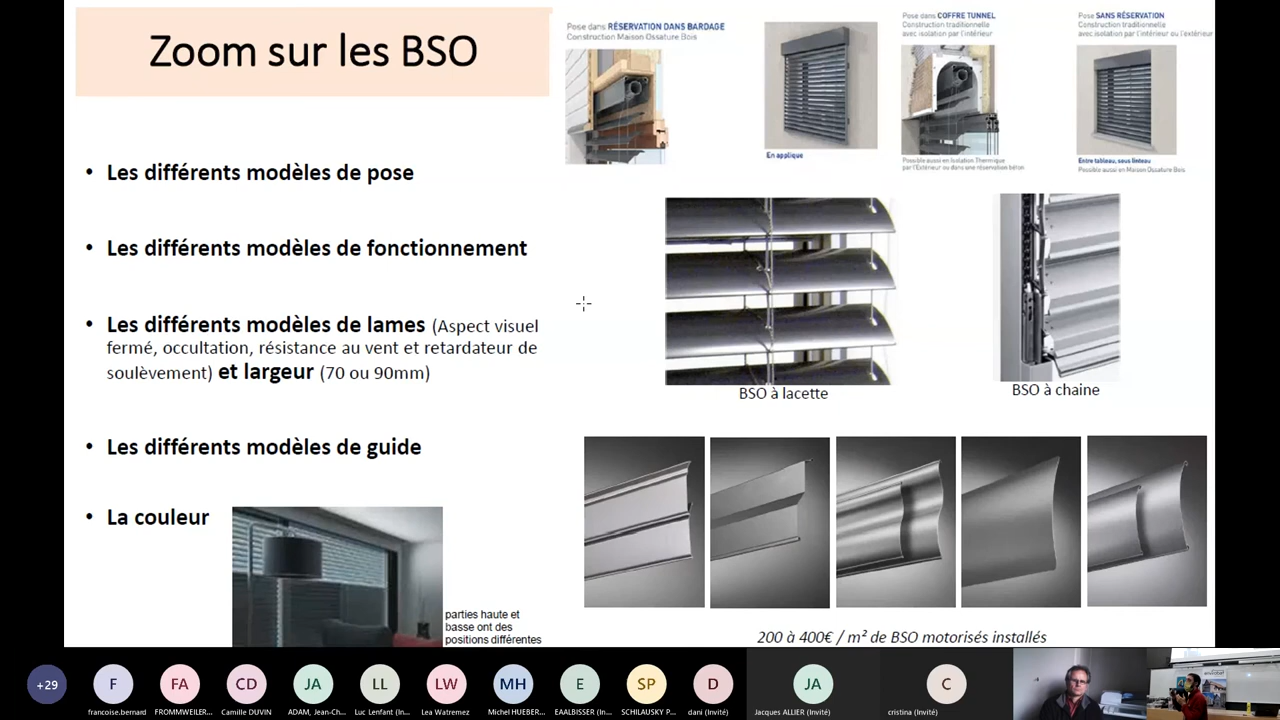 Zoom sur les BSO
• Les différents modèles de pose
• Les différents modèles de fonctionnement
• Les différents modèles de lames (Aspect visuel
fermé, occultation, résistance au vent et retardateur de
soulèvement) et largeur (70 ou 90mm)
• Les différents modèles de guide
• La couleur
parties haute et
basse ont des
positions différentes
Pose dans RÉSERVATION DANS BARDAGE
Construction Maison Ossature Bois
En applique
Pose dans COFFRE TUNNEL
Construction traditionnelle
avec isolation par l'intérieur
Possible aussi en Isolation Thermique
par l'Extérieur ou dans une réservation béton
Pose SANS RÉSERVATION
Construction traditionnelle
avec isolation par l'intérieur ou l'extérieur
Entre tableau, sous linteau
Possible aussi en Maison Ossature Bois
BSO à lacette
BSO à chaine
200 à 400€ / m² de BSO motorisés installés
+29
F
FA
CD
JA
LL
LW
MH
E
SP
D
JA
C
francoise.bernard
FROMMWEILER...
Camille DUVIN
ADAM, Jean-Ch...
Luc Lenfant (In...
Lea Watremez
Michel HUEBER...
EAALBISSER (In...
SCHILAUSKY P...
dani (Invité)
Jacques ALLIER (Invité)
cristina (Invité)